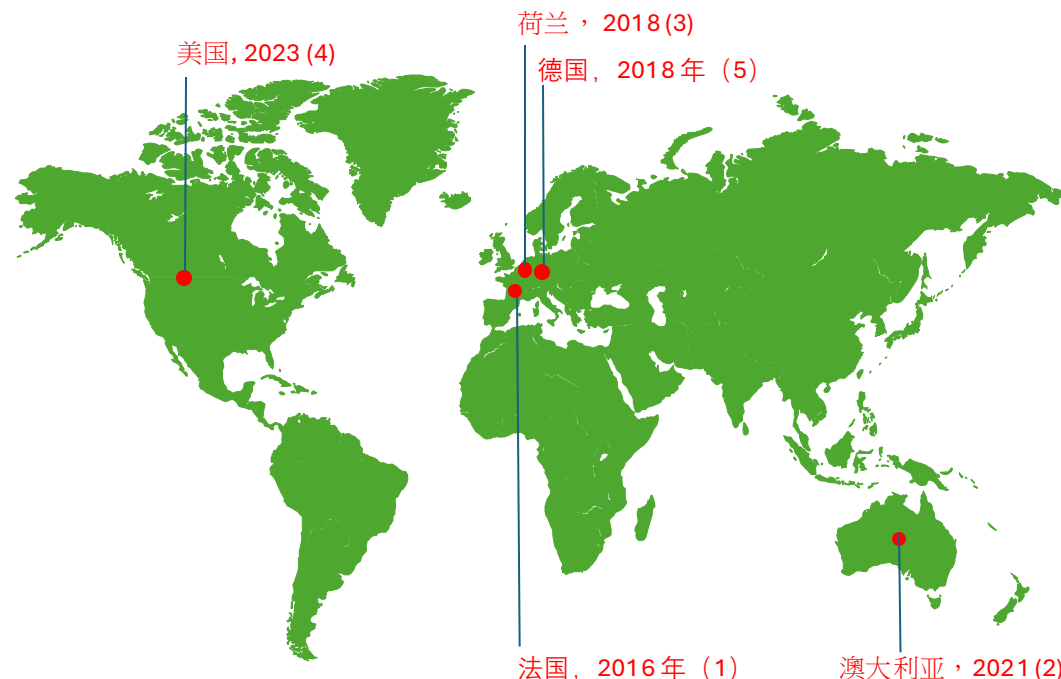 荷兰，2018 (3)
美国, 2023 (4)
德国，2018 年（5）
法国，2016 年（1）
澳大利亚，2021 (2)